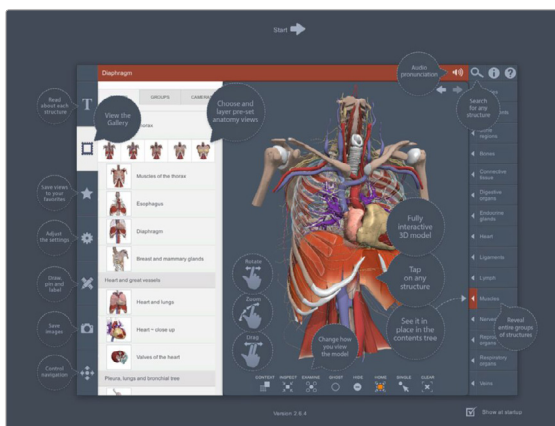 Start
Diaphragm
Audio
pronunciation
Read
about each
structure
T
View the
Gallery
GROUPS
CAMERA
Choose and
layer pre-set
anatomy views
Search
for any
structure
regions
Bones
Connective
tissue
Digestive
organs
Endocrine
glands
Heart
Ligaments
Lymph
Muscles
Nerves
organs
Respiratory
organs
Veins
Muscles of the thorax
Save views
to your
favorites
Esophagus
Diaphragm
Adjust
the settings
Breast and mammary glands
Fully
interactive
3D model
Heart and great vessels
Rotate
Tap
on any
structure
Draw,
pin and
label
Heart and lungs
Zoom
See it in
place in the
contents tree
Reveal
entire groups
of structures
Save
images
Heart - close up
Drag
Change how
you view
the model
Valves of the heart
Control
navigation
Pleura, lungs and bronchial tree
CONTEXT
INSPECT
EXAMINE
GHOST
HIDE
SINGLE
CLEAR
Version 2.6.4
Show at startup